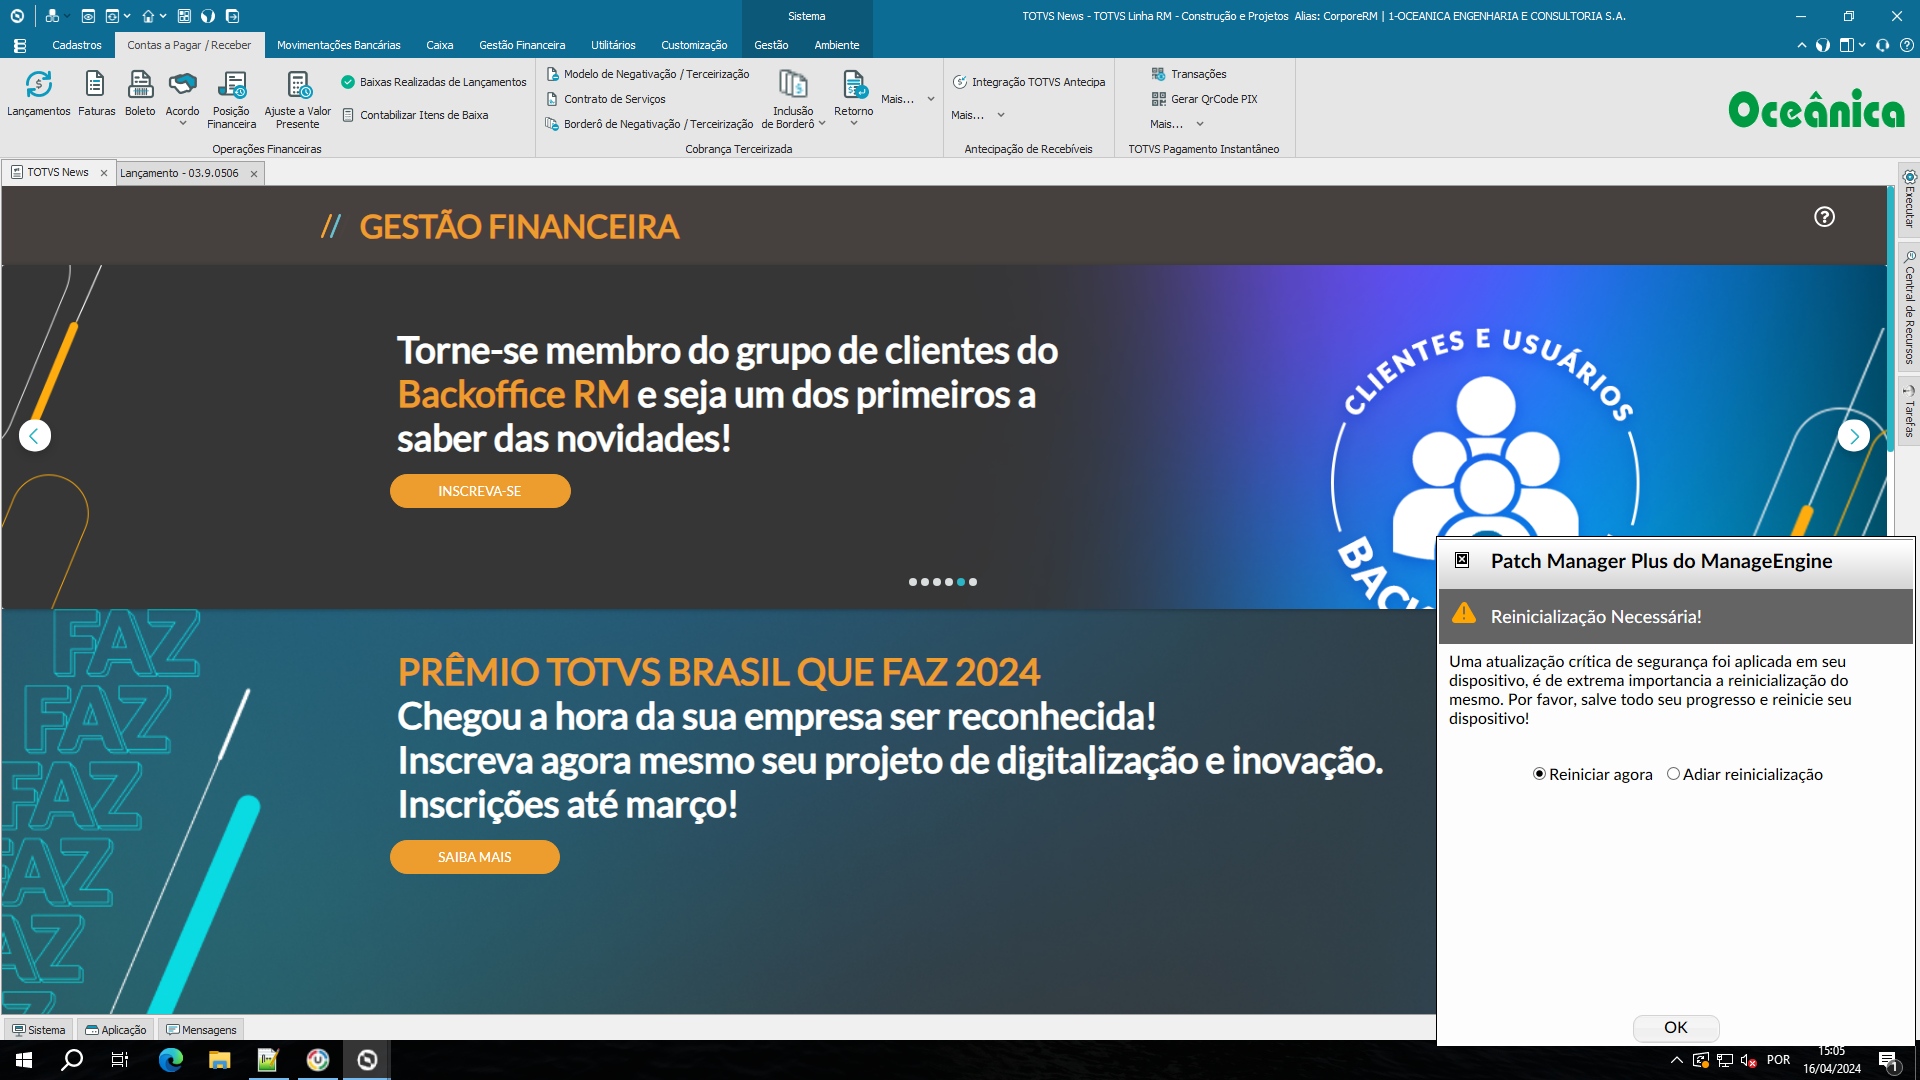 Sistema
TOTVS News - TOTVS Linha RM - Construção e Projetos  Alias: CorporeRM | 1-OCEANICA ENGENHARIA E CONSULTORIA S.A.
Cadastros
Contas a Pagar / Receber
Movimentações Bancárias
Caixa
Gestão Financeira
Utilitários
Customização
Gestão
Ambiente
Lançamentos
Faturas
Boleto
Acordo
Posição
Financeira
Ajuste a Valor
Presente
Baixas Realizadas de Lançamentos
Contabilizar Itens de Baixa
Operações Financeiras
Modelo de Negativação / Terceirização
Contrato de Serviços
Borderô de Negativação / Terceirização
Inclusão
de Borderô
Retorno
Mais...
Cobrança Terceirizada
Integração TOTVS Antecipa
Mais...
Antecipação de Recebíveis
Transações
Gerar QrCode PIX
Mais...
TOTVS Pagamento Instantâneo
Oceânica
TOTVS News
Lançamento - 03.9.0506
Executar
Central de Recursos
Tarefas
// GESTÃO FINANCEIRA
Torne-se membro do grupo de clientes do
Backoffice RM e seja um dos primeiros a
saber das novidades!
INSCREVA-SE
CLIENTES E USUÁRIOS
BACK
FAZ
FAZ
FAZ
FAZ
FAZ
FAZ
PRÊMIO TOTVS BRASIL QUE FAZ 2024
Chegou a hora da sua empresa ser reconhecida!
Inscreva agora mesmo seu projeto de digitalização e inovação.
Inscrições até março!
SAIBA MAIS
Patch Manager Plus do ManageEngine
Reinicialização Necessária!
Uma atualização crítica de segurança foi aplicada em seu
dispositivo, é de extrema importancia a reinicialização do
mesmo. Por favor, salve todo seu progresso e reinicie seu
dispositivo!
Reiniciar agora
Adiar reinicialização
OK
Sistema
Aplicação
Mensagens
POR
15:05
16/04/2024
1